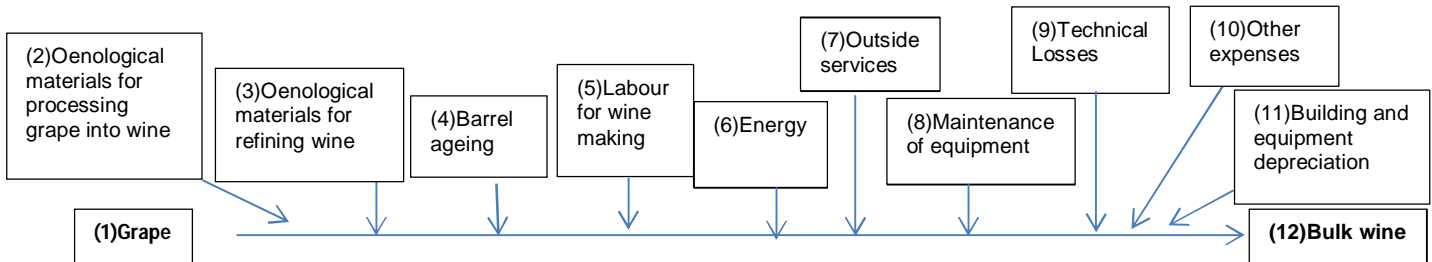 (2)Oenological
materials for
processing
grape into wine
(3)Oenological
materials for
refining wine
(4)Barrel
ageing
(5)Labour
for wine
making
(6)Energy
(7)Outside
services
(8)Maintenance
of equipment
(9)Technical
Losses
(10)Other
expenses
(11)Building and
equipment
depreciation
(1)Grape
(12)Bulk wine